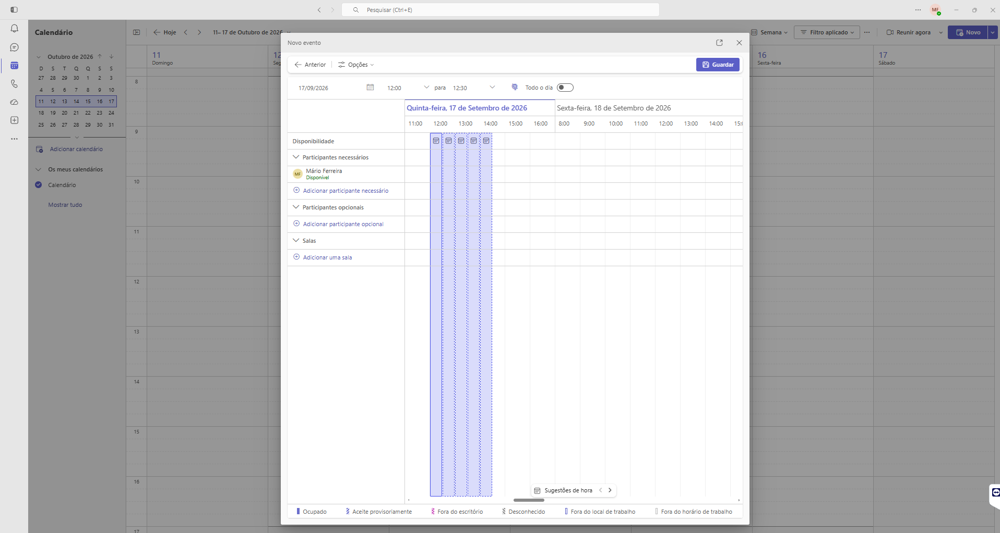 Pesquisar (Ctrl+E)
MF
Calendário
Hoje
11– 17 de Outubro de 2026
Semana
Filtro aplicado
Reunir agora
Novo
Outubro de 2026
D S T Q Q S S
27 28 29 30 1 2 3
4 5 6 7 8 9 10
11 12 13 14 15 16 17
18 19 20 21 22 23 24
25 26 27 28 29 30 31
Adicionar calendário
Os meus calendários
Calendário
Mostrar tudo
11
Domingo
12
Seg
16
Sexta-feira
17
Sábado
8
9
10
11
12
13
14
15
16
17
Novo evento
Anterior
Opções
Guardar
17/09/2026
12:00
para
12:30
Todo o dia
Quinta-feira, 17 de Setembro de 2026
Sexta-feira, 18 de Setembro de 2026
11:00 12:00 13:00 14:00 15:00 16:00 8:00 9:00 10:00 11:00 12:00 13:00 14:00 15:0
Disponibilidade
Participantes necessários
MF
Mário Ferreira
Disponível
Adicionar participante necessário
Participantes opcionais
Adicionar participante opcional
Salas
Adicionar uma sala
Sugestões de hora
Ocupado
Aceite provisoriamente
Fora do escritório
Desconhecido
Fora do local de trabalho
Fora do horário de trabalho